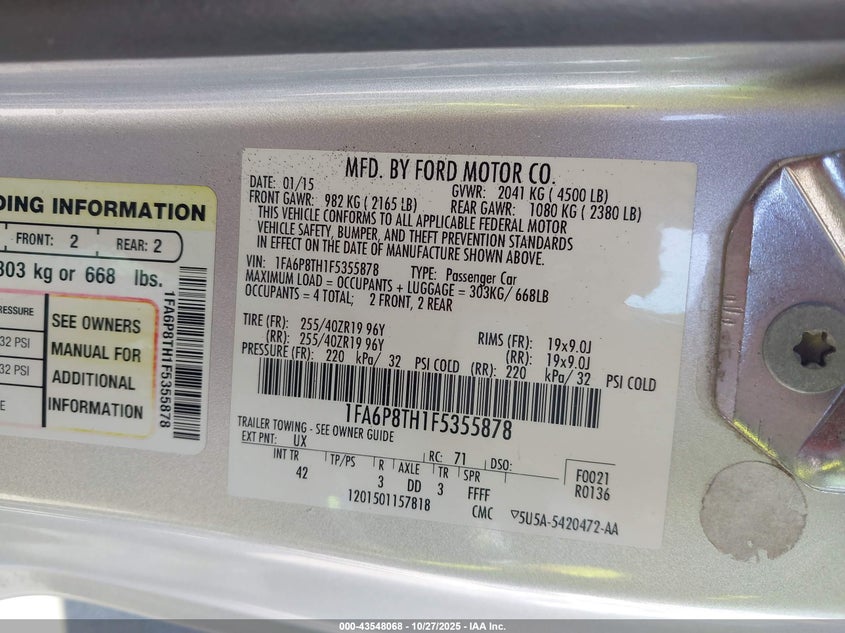 DING INFORMATION
FRONT: 2
REAR: 2
803 kg or 668 lbs.
RESSURE
32 PSI
32 PSI
E
SEE OWNERS
MANUAL FOR
ADDITIONAL
INFORMATION
1FA6P8TH1F5355878
MFD. BY FORD MOTOR CO.
DATE: 01/15 GVWR: 2041 KG ( 4500 LB)
FRONT GAWR: 982 KG ( 2165 LB) REAR GAWR: 1080 KG ( 2380 LB)
THIS VEHICLE CONFORMS TO ALL APPLICABLE FEDERAL MOTOR
VEHICLE SAFETY, BUMPER, AND THEFT PREVENTION STANDARDS
IN EFFECT ON THE DATE OF MANUFACTURE SHOWN ABOVE.
VIN: 1FA6P8TH1F5355878 TYPE: Passenger Car
MAXIMUM LOAD = OCCUPANTS + LUGGAGE = 303KG/ 668LB
OCCUPANTS = 4 TOTAL; 2 FRONT, 2 REAR
TIRE (FR): 255/40ZR19 96Y RIMS (FR): 19x9.0J
(RR): 255/40ZR19 96Y (RR): 19x9.0J
PRESSURE (FR): 220 kPa/ 32 PSI COLD (RR): 220 kPa/ 32 PSI COLD
1FA6P8TH1F5355878
TRAILER TOWING - SEE OWNER GUIDE
EXT PNT: UX RC: 71 DSO:
INT TR TP/PS R AXLE TR SPR F0021
42 3 DD 3 FFFF R0136
1201501157818 CMC ▽5U5A-5420472-AA
000-43548068 | 10/27/2025 - IAA Inc.